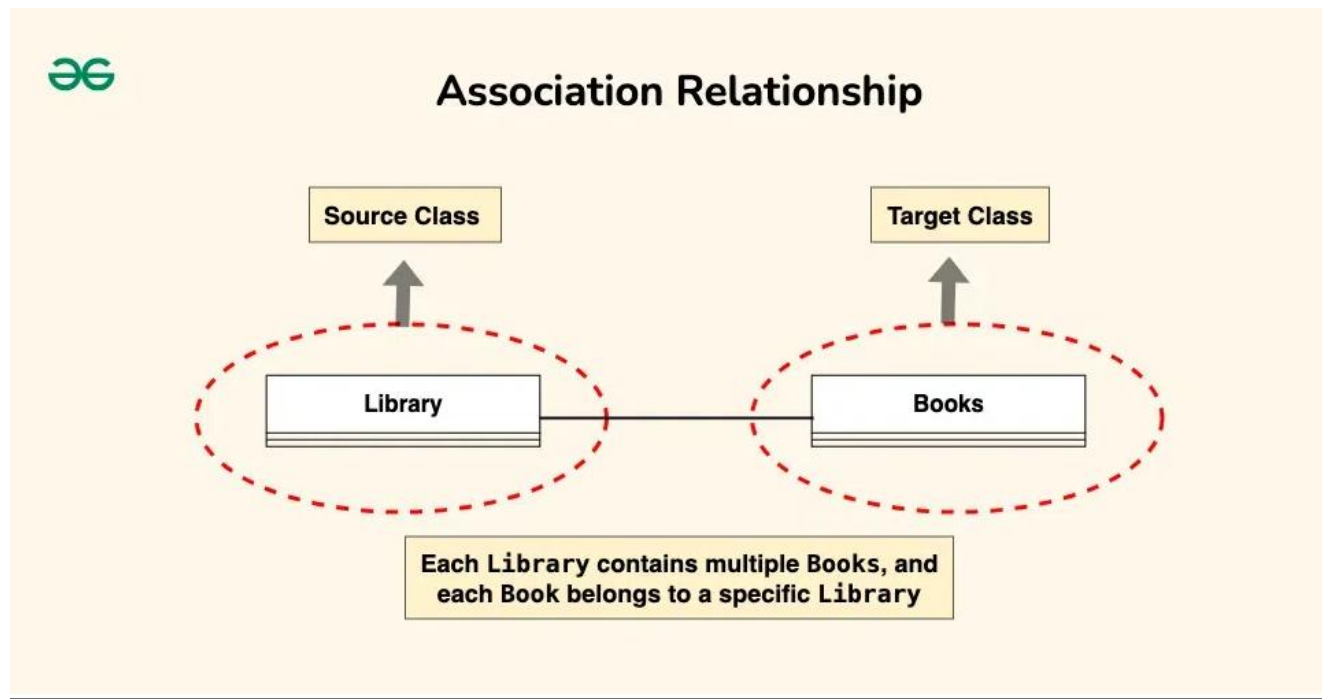 Association Relationship
Source Class
Target Class
Library
Books
Each Library contains multiple Books, and
each Book belongs to a specific Library